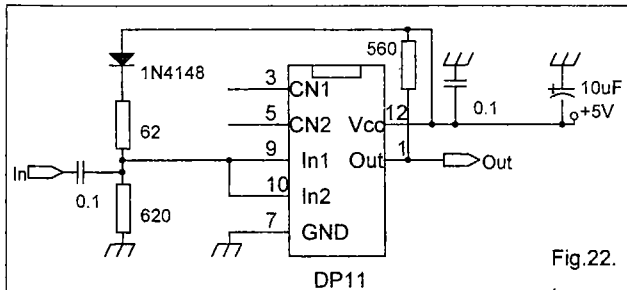 560
1N4148
3
CN1
10uF
5
CN2
12
Vcc
0.1
+5V
62
9
In1
1
Out
Out
In
10
In2
0.1
620
7
GND
Fig.22.
DP11